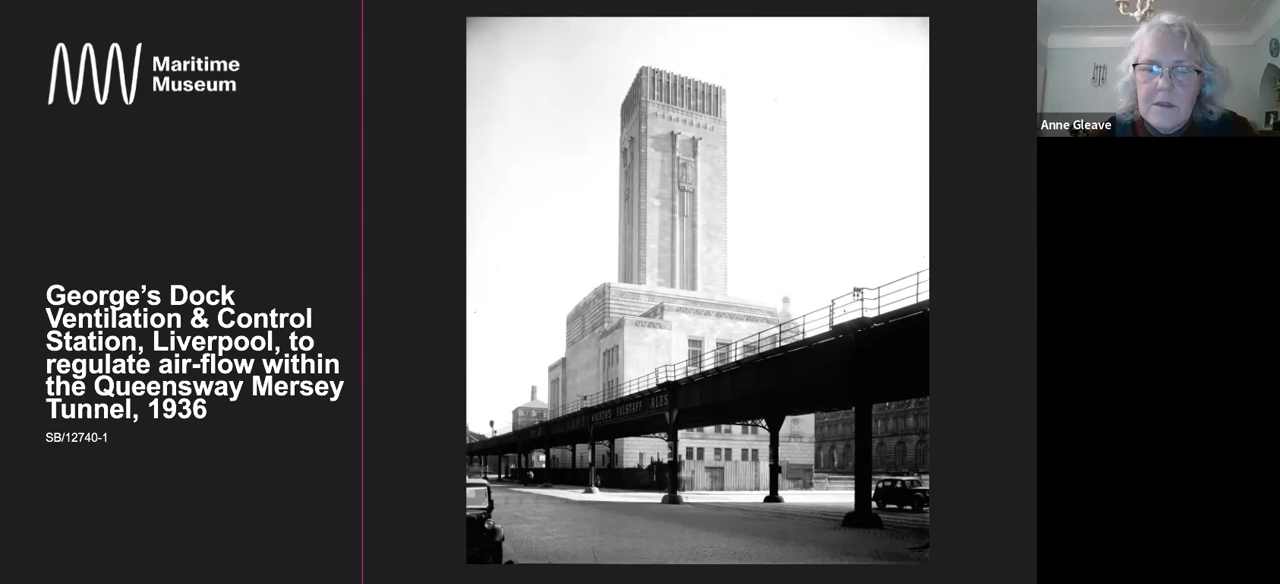 Maritime
Museum
George's Dock
Ventilation & Control
Station, Liverpool, to
regulate air-flow within
the Queensway Mersey
Tunnel, 1936
SB/12740-1
FALSTAFF ALES
Anne Gleave